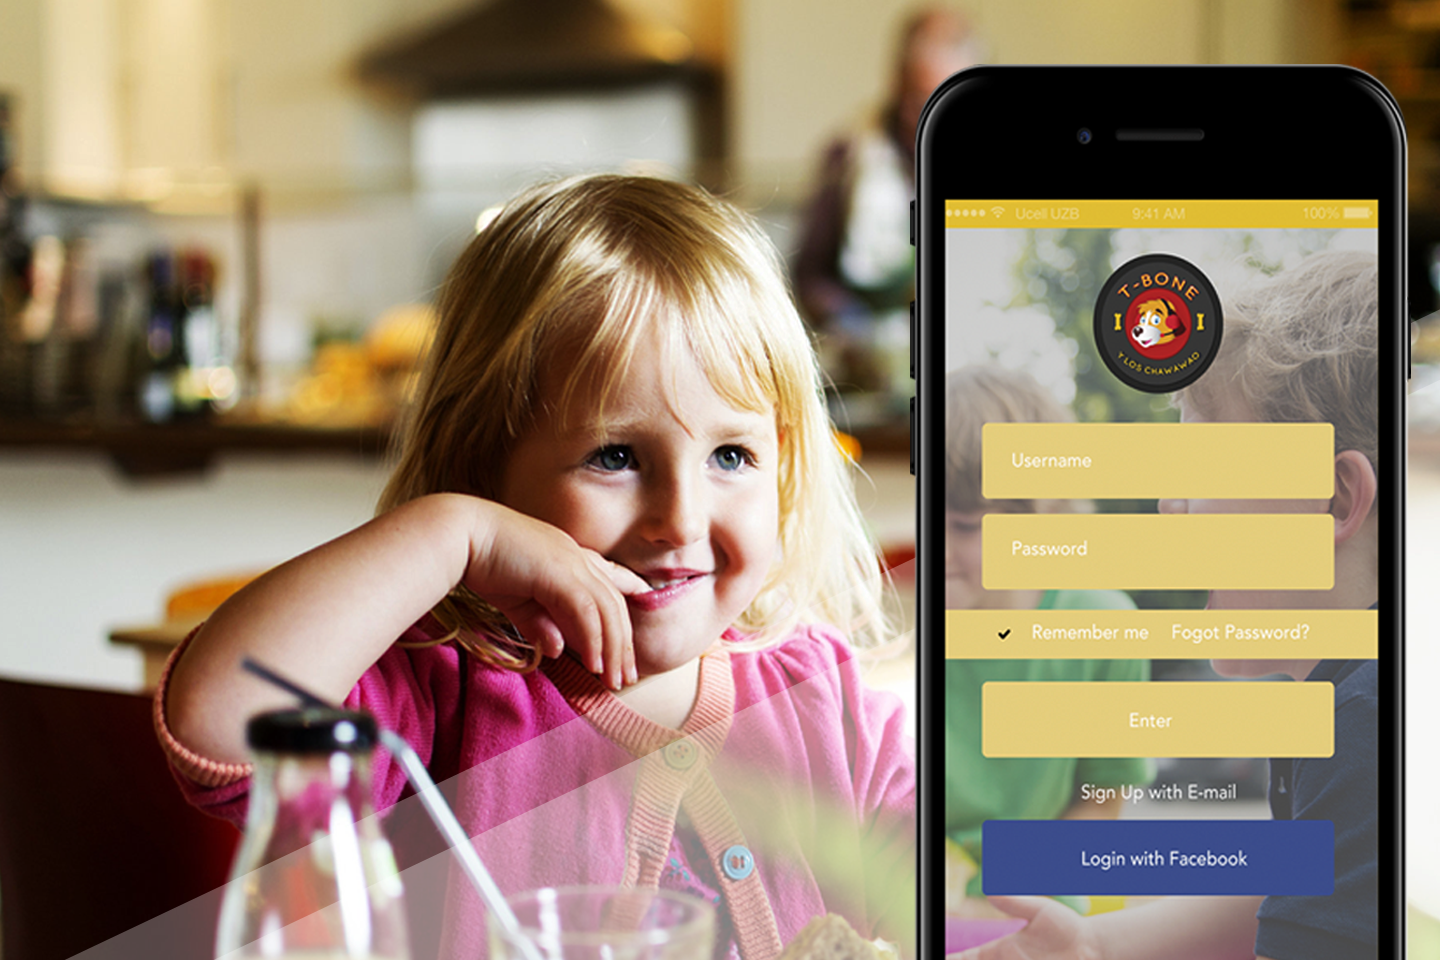 Ucell UZB 9:41 AM 100%
T-BONE
Y LOS CHAWAWAO
Username
Password
Remember me Fogot Password?
Enter
Sign Up with E-mail
Login with Facebook